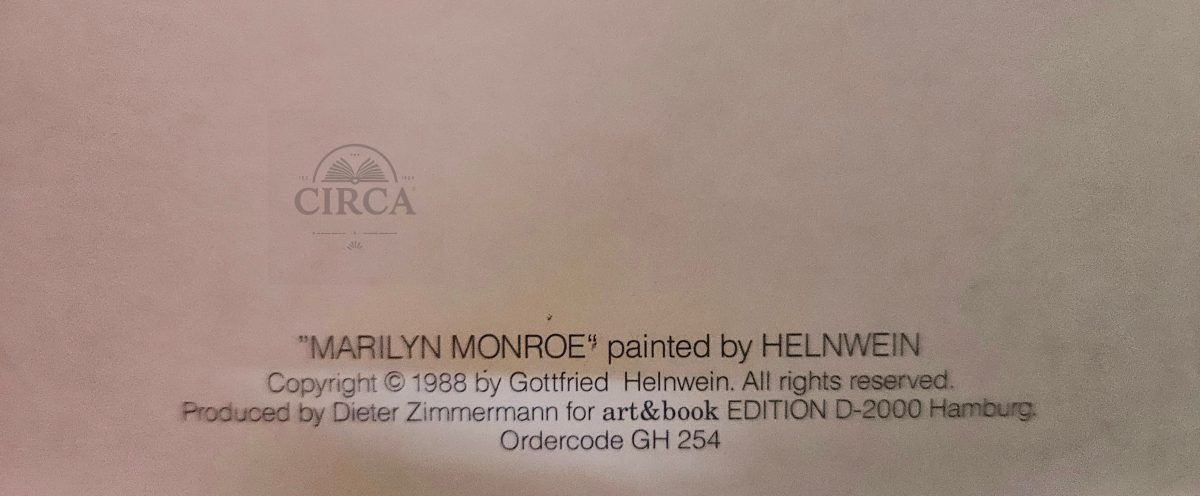 CIRCA
"MARILYN MONROE" painted by HELNWEIN
Copyright © 1988 by Gottfried Helnwein. All rights reserved.
Produced by Dieter Zimmermann for art&book EDITION D-2000 Hamburg.
Ordercode GH 254